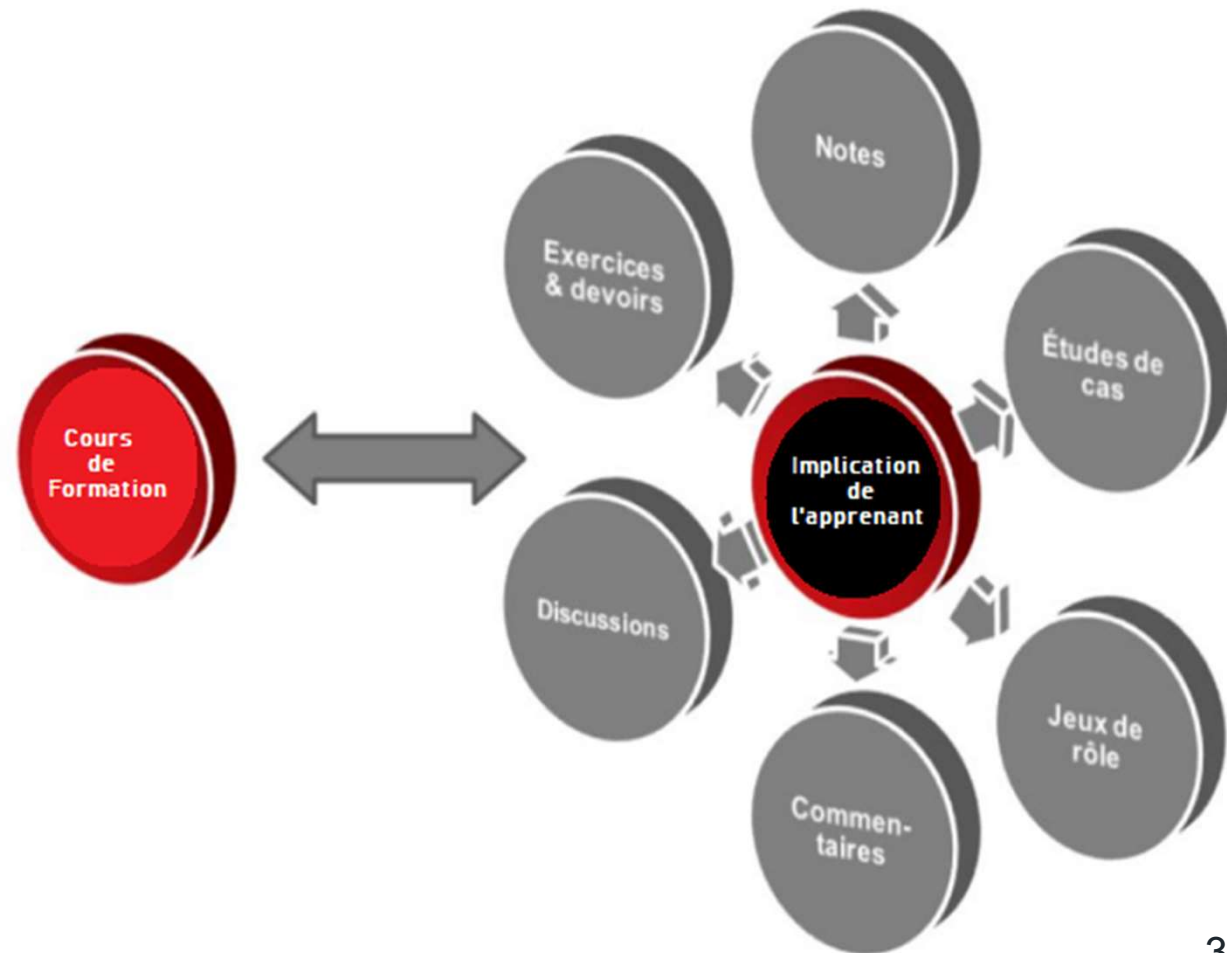 Notes
Exercices
& devoirs
Études de
cas
Cours
de
Formation
Implication
de
l'apprenant
Discussions
Jeux de
rôle
Commen-
taires
3